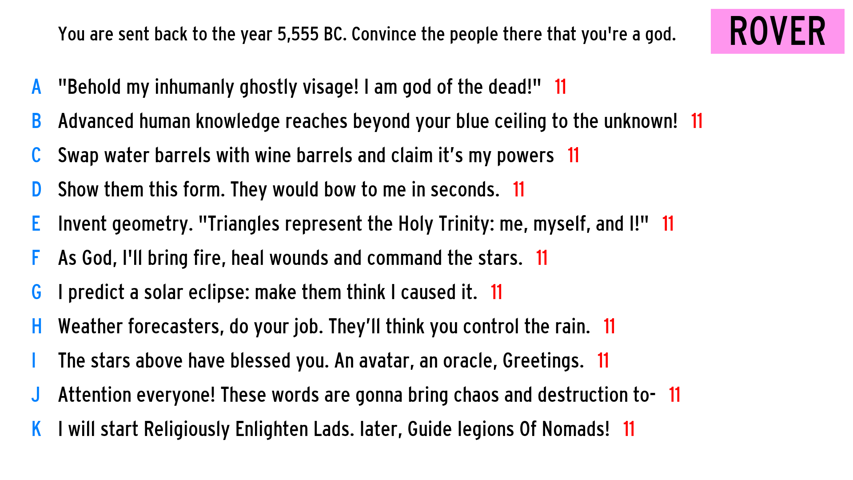 You are sent back to the year 5,555 BC. Convince the people there that you're a god. ROVER
A "Behold my inhumanly ghostly visage! I am god of the dead!" 11
B Advanced human knowledge reaches beyond your blue ceiling to the unknown! 11
C Swap water barrels with wine barrels and claim it’s my powers 11
D Show them this form. They would bow to me in seconds. 11
E Invent geometry. "Triangles represent the Holy Trinity: me, myself, and I!" 11
F As God, I'll bring fire, heal wounds and command the stars. 11
G I predict a solar eclipse: make them think I caused it. 11
H Weather forecasters, do your job. They’ll think you control the rain. 11
I The stars above have blessed you. An avatar, an oracle, Greetings. 11
J Attention everyone! These words are gonna bring chaos and destruction to- 11
K I will start Religiously Enlighten Lads. later, Guide legions Of Nomads! 11